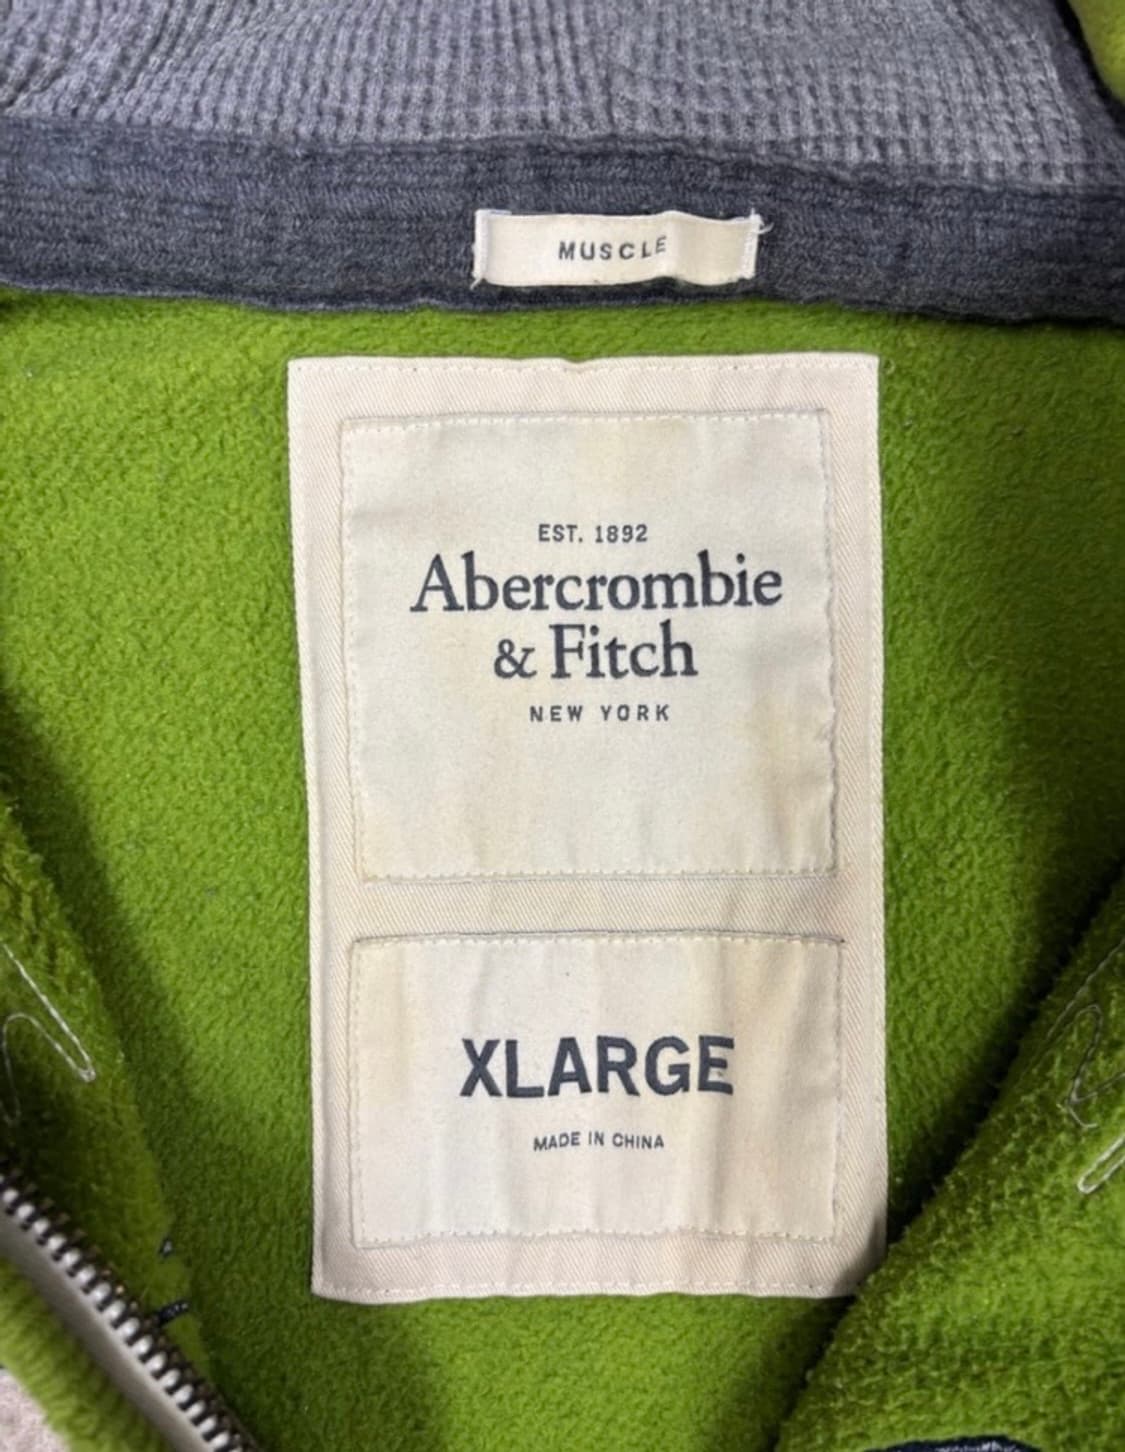 MUSCLE
EST. 1892
Abercrombie
& Fitch
NEW YORK
XLARGE
MADE IN CHINA